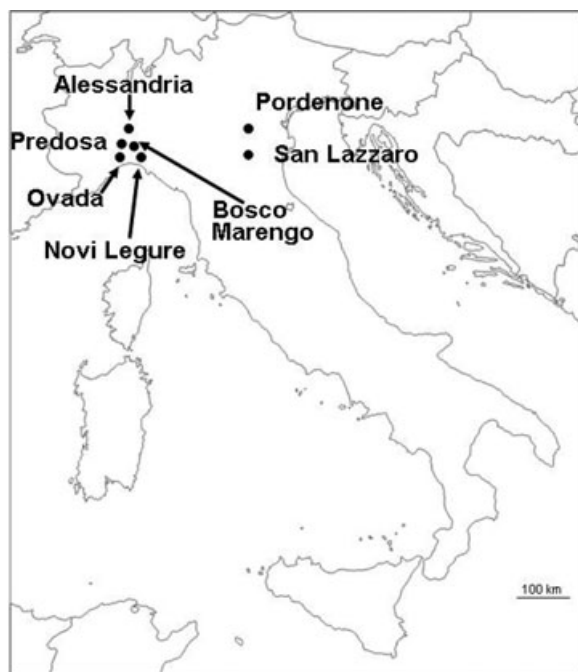 Alessandria
Pordenone
Predosa
San Lazzaro
Ovada
Bosco
Marengo
Novi Legure
100 km